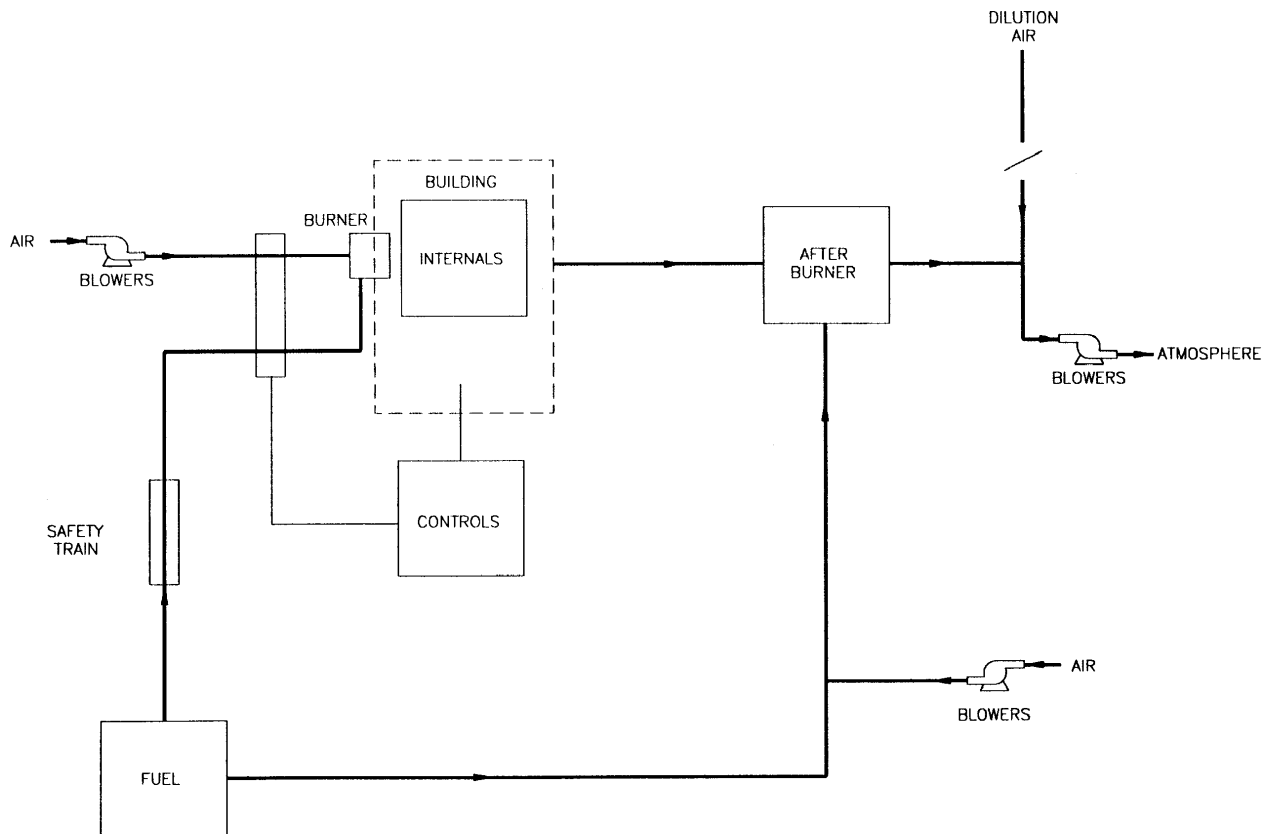 DILUTION
AIR
BUILDING
BURNER
AIR
BLOWERS
INTERNALS
AFTER
BURNER
ATMOSPHERE
BLOWERS
CONTROLS
SAFETY
TRAIN
AIR
BLOWERS
FUEL